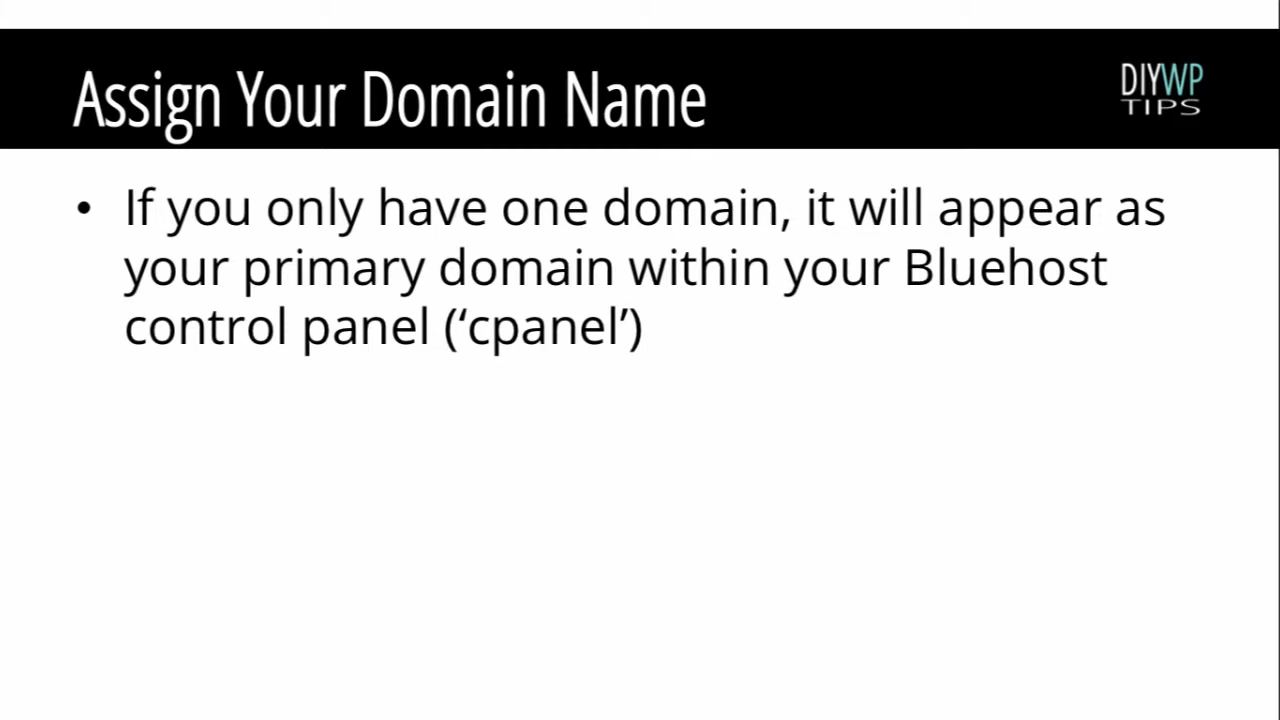 Assign Your Domain Name
DIYWP
TIPS
• If you only have one domain, it will appear as
your primary domain within your Bluehost
control panel (‘cpanel’)